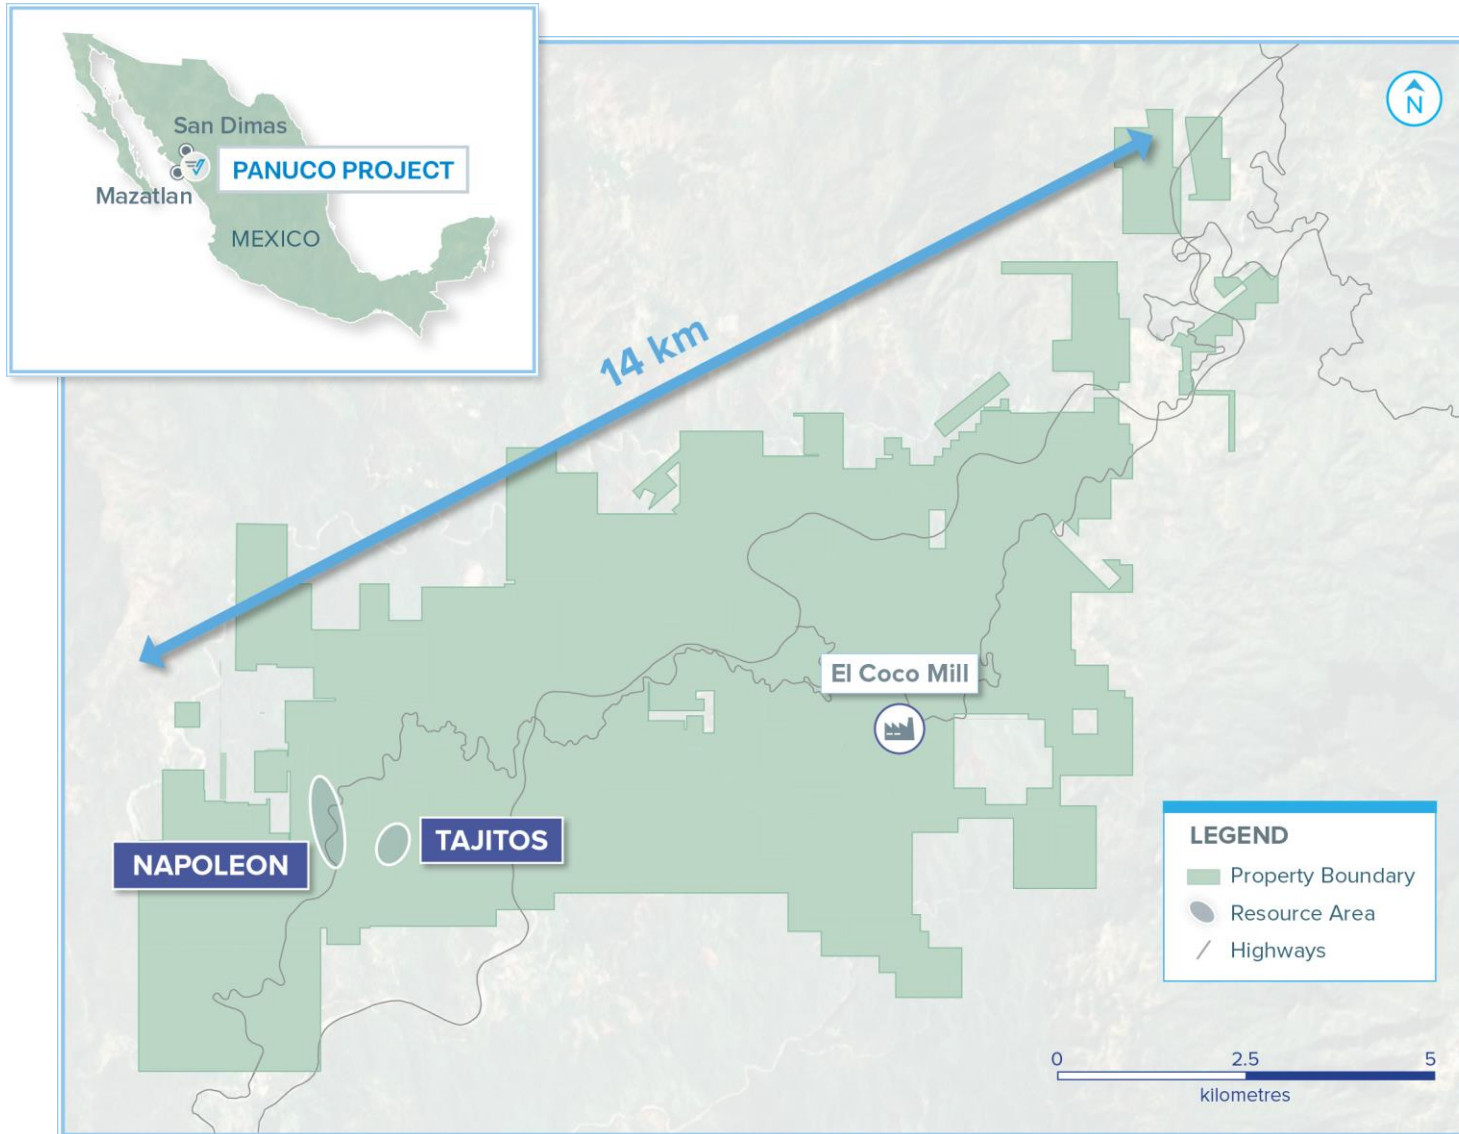 San Dimas
PANUCO PROJECT
Mazatlan
MEXICO
N
14 km
El Coco Mill
NAPOLEON
TAJITOS
LEGEND
Property Boundary
Resource Area
Highways
0 2.5 5
kilometres